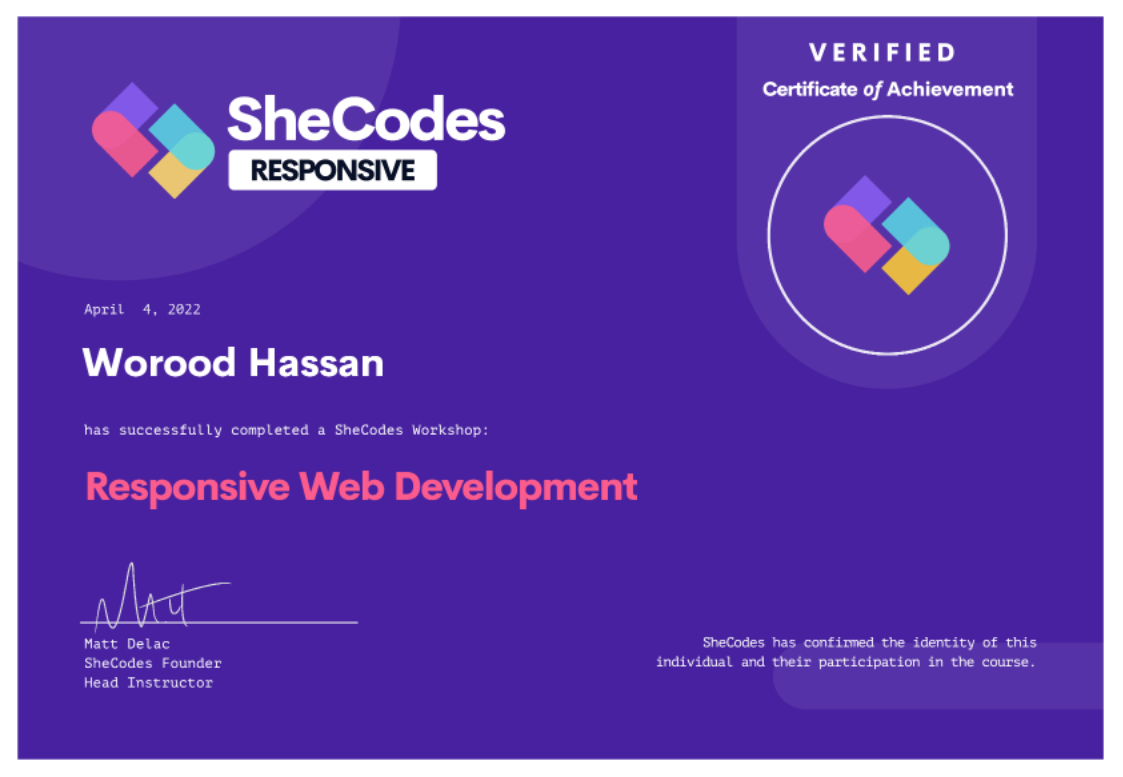 SheCodes
RESPONSIVE
VERIFIED
Certificate of Achievement
April 4, 2022
Worood Hassan
has successfully completed a SheCodes Workshop:
Responsive Web Development
Matt
Matt Delac
SheCodes Founder
Head Instructor
SheCodes has confirmed the identity of this
individual and their participation in the course.